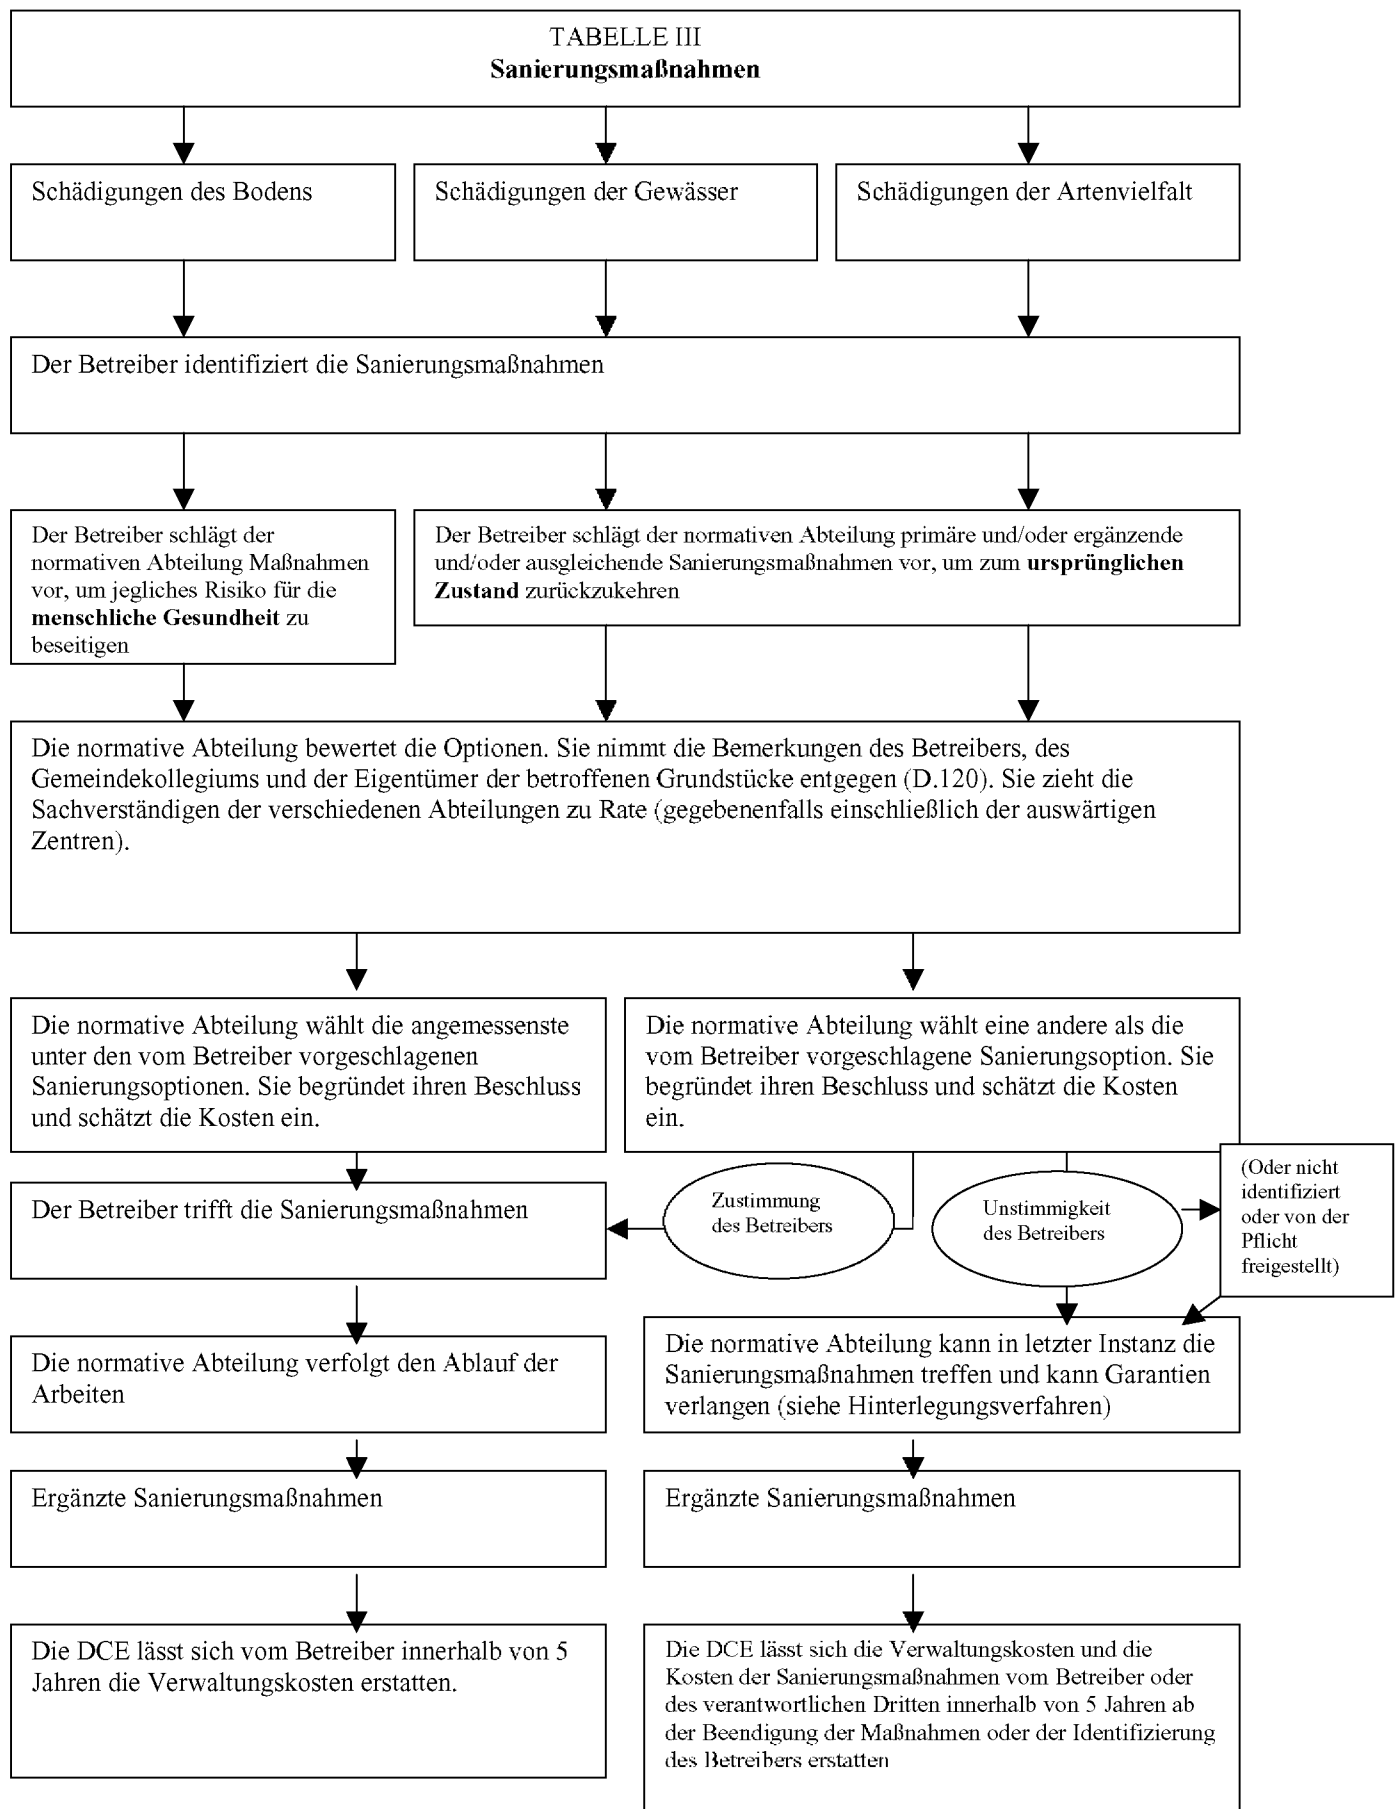 TABELLE III
Sanierungsmaßnahmen
Schädigungen des Bodens
Schädigungen der Gewässer
Schädigungen der Artenvielfalt
Der Betreiber identifiziert die Sanierungsmaßnahmen
Der Betreiber schlägt der
normativen Abteilung Maßnahmen
vor, um jegliches Risiko für die
menschliche Gesundheit zu
beseitigen
Der Betreiber schlägt der normativen Abteilung primäre und/oder ergänzende
und/oder ausgleichende Sanierungsmaßnahmen vor, um zum ursprünglichen
Zustand zurückzukehren
Die normative Abteilung bewertet die Optionen. Sie nimmt die Bemerkungen des Betreibers, des
Gemeindekollegiums und der Eigentümer der betroffenen Grundstücke entgegen (D.120). Sie zieht die
Sachverständigen der verschiedenen Abteilungen zu Rate (gegebenenfalls einschließlich der auswärtigen
Zentren).
Die normative Abteilung wählt die angemessenste
unter den vom Betreiber vorgeschlagenen
Sanierungsoptionen. Sie begründet ihren Beschluss
und schätzt die Kosten ein.
Die normative Abteilung wählt eine andere als die
vom Betreiber vorgeschlagene Sanierungsoption. Sie
begründet ihren Beschluss und schätzt die Kosten
ein.
Der Betreiber trifft die Sanierungsmaßnahmen
Zustimmung
des Betreibers
Unstimmigkeit
des Betreibers
(Oder nicht
identifiziert
oder von der
Pflicht
freigestellt)
Die normative Abteilung verfolgt den Ablauf der
Arbeiten
Die normative Abteilung kann in letzter Instanz die
Sanierungsmaßnahmen treffen und kann Garantien
verlangen (siehe Hinterlegungsverfahren)
Ergänzte Sanierungsmaßnahmen
Ergänzte Sanierungsmaßnahmen
Die DCE lässt sich vom Betreiber innerhalb von 5
Jahren die Verwaltungskosten erstatten.
Die DCE lässt sich die Verwaltungskosten und die
Kosten der Sanierungsmaßnahmen vom Betreiber oder
des verantwortlichen Dritten innerhalb von 5 Jahren ab
der Beendigung der Maßnahmen oder der Identifizierung
des Betreibers erstatten